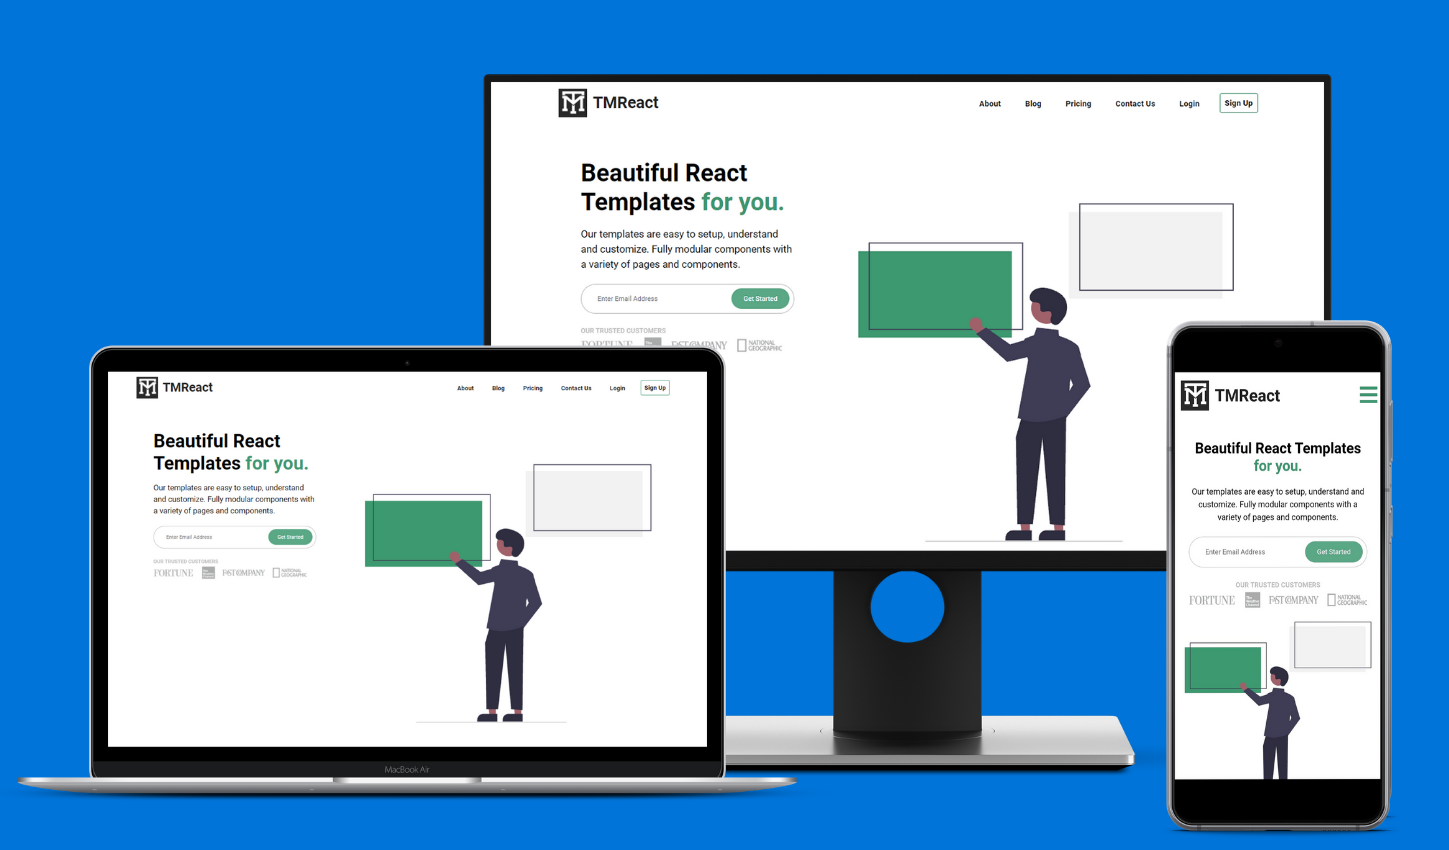 TMReact
About Blog Pricing Contact Us Login Sign Up
Beautiful React
Templates for you.
Our templates are easy to setup, understand
and customize. Fully modular components with
a variety of pages and components.
Enter Email Address Get Started
OUR TRUSTED CUSTOMERS
FORTUNE FAST COMPANY NATIONAL
GEOGRAPHIC
TMReact
About Blog Pricing Contact Us Login Sign Up
Beautiful React
Templates for you.
Our templates are easy to setup, understand
and customize. Fully modular components with
a variety of pages and components.
Enter Email Address Get Started
OUR TRUSTED CUSTOMERS
FORTUNE FAST COMPANY NATIONAL
GEOGRAPHIC
MacBook Air
TMReact
Beautiful React Templates
for you.
Our templates are easy to setup, understand and
customize. Fully modular components with a
variety of pages and components.
Enter Email Address Get Started
OUR TRUSTED CUSTOMERS
FORTUNE FAST COMPANY NATIONAL
GEOGRAPHIC